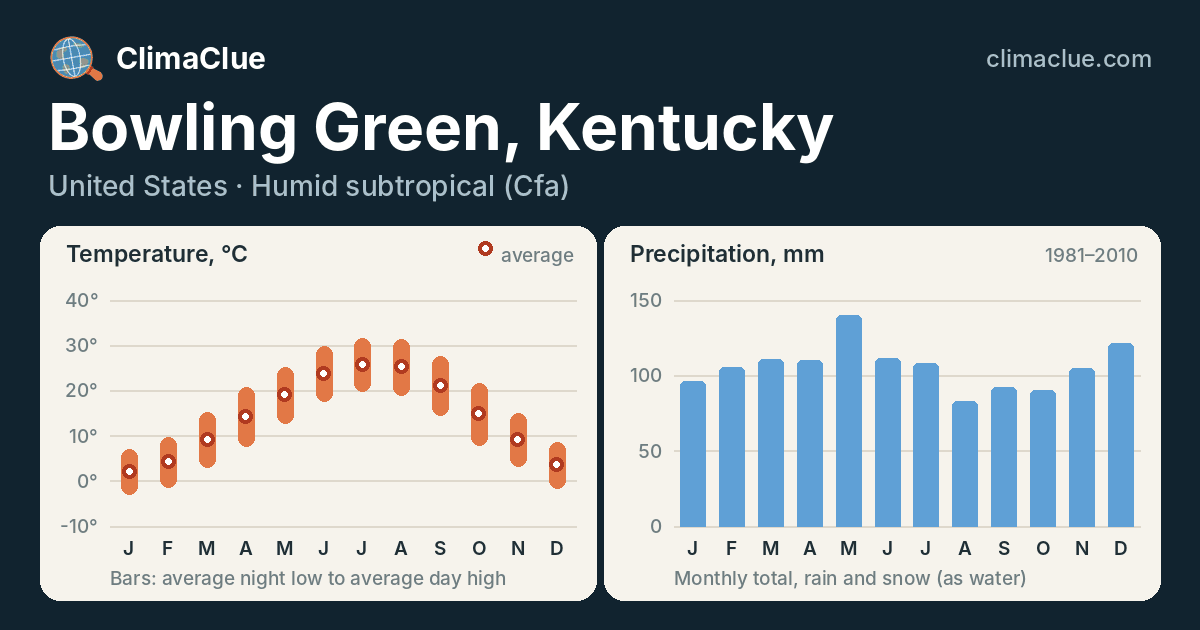 ClimaClue
climaclue.com
Bowling Green, Kentucky
United States · Humid subtropical (Cfa)
Temperature, °C
average
40°
30°
20°
10°
0°
-10°
J F M A M J J A S O N D
Bars: average night low to average day high
Precipitation, mm
1981–2010
150
100
50
0
J F M A M J J A S O N D
Monthly total, rain and snow (as water)